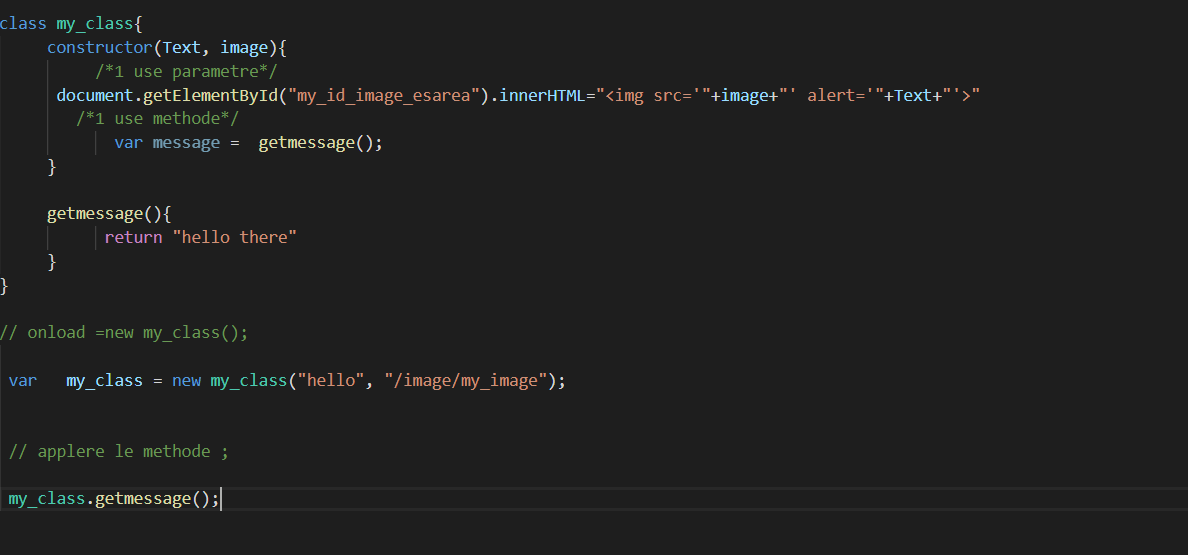 class my_class{
constructor(Text, image){
/*1 use parametre*/
document.getElementById("my_id_image_esarea").innerHTML="<img src='"+image+"' alert='"+Text+"'>"
/*1 use methode*/
var message =  getmessage();
}
getmessage(){
return "hello there"
}
}
// onload =new my_class();
var   my_class = new my_class("hello", "/image/my_image");
// applere le methode ;
my_class.getmessage();